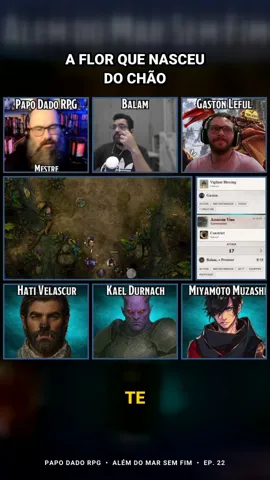 A FLOR QUE NASCEU
DO CHÃO
PAPO DADO RPG
BALAM
GASTON LEFUL
MESTRE
17
HATI VELASCUR
KAEL DURNACH
MIYAMOTO MUZASHI
TE
PAPO DADO RPG • ALÉM DO MAR SEM FIM • EP. 22